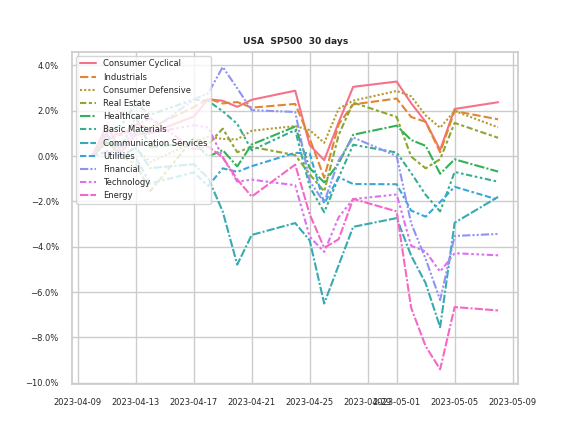 USA SP500 30 days
4.0%
2.0%
0.0%
−2.0%
−4.0%
−6.0%
−8.0%
−10.0%
Consumer Cyclical
Industrials
Consumer Defensive
Real Estate
Healthcare
Basic Materials
Communication Services
Utilities
Financial
Technology
Energy
2023-04-09 2023-04-13 2023-04-17 2023-04-21 2023-04-25 2023-05-01 2023-05-05 2023-05-09